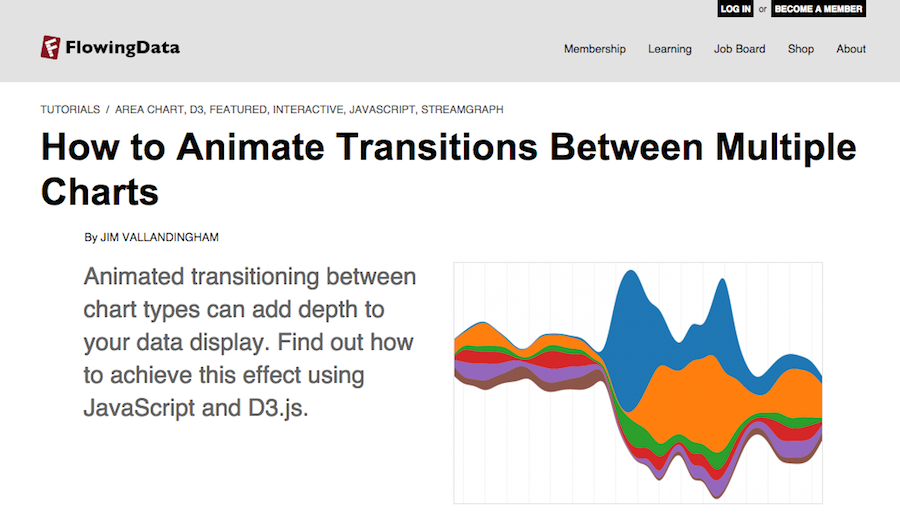 LOG IN or BECOME A MEMBER
FlowingData
Membership Learning Job Board Shop About
TUTORIALS / AREA CHART, D3, FEATURED, INTERACTIVE, JAVASCRIPT, STREAMGRAPH
How to Animate Transitions Between Multiple
Charts
By JIM VALLANDINGHAM
Animated transitioning between
chart types can add depth to
your data display. Find out how
to achieve this effect using
JavaScript and D3.js.